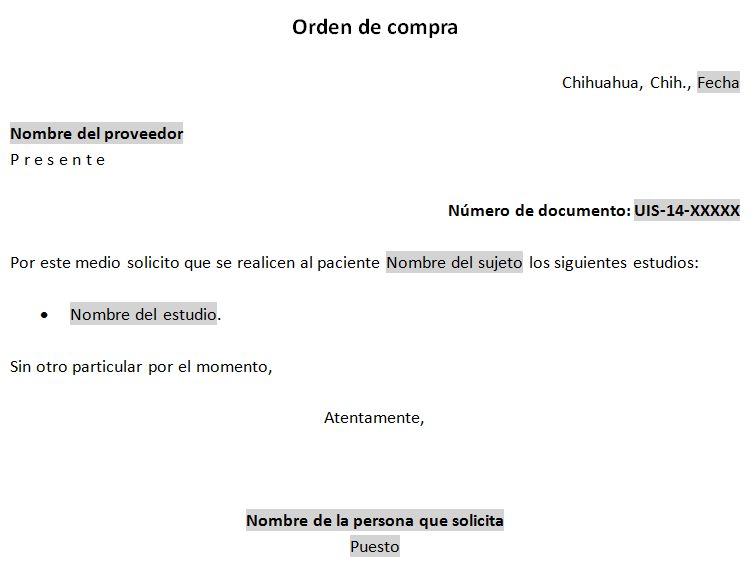 Orden de compra
Chihuahua, Chih., Fecha
Nombre del proveedor
P r e s e n t e
Número de documento: UIS-14-XXXXX
Por este medio solicito que se realicen al paciente Nombre del sujeto los siguientes estudios:
• Nombre del estudio.
Sin otro particular por el momento,
Atentamente,
Nombre de la persona que solicita
Puesto